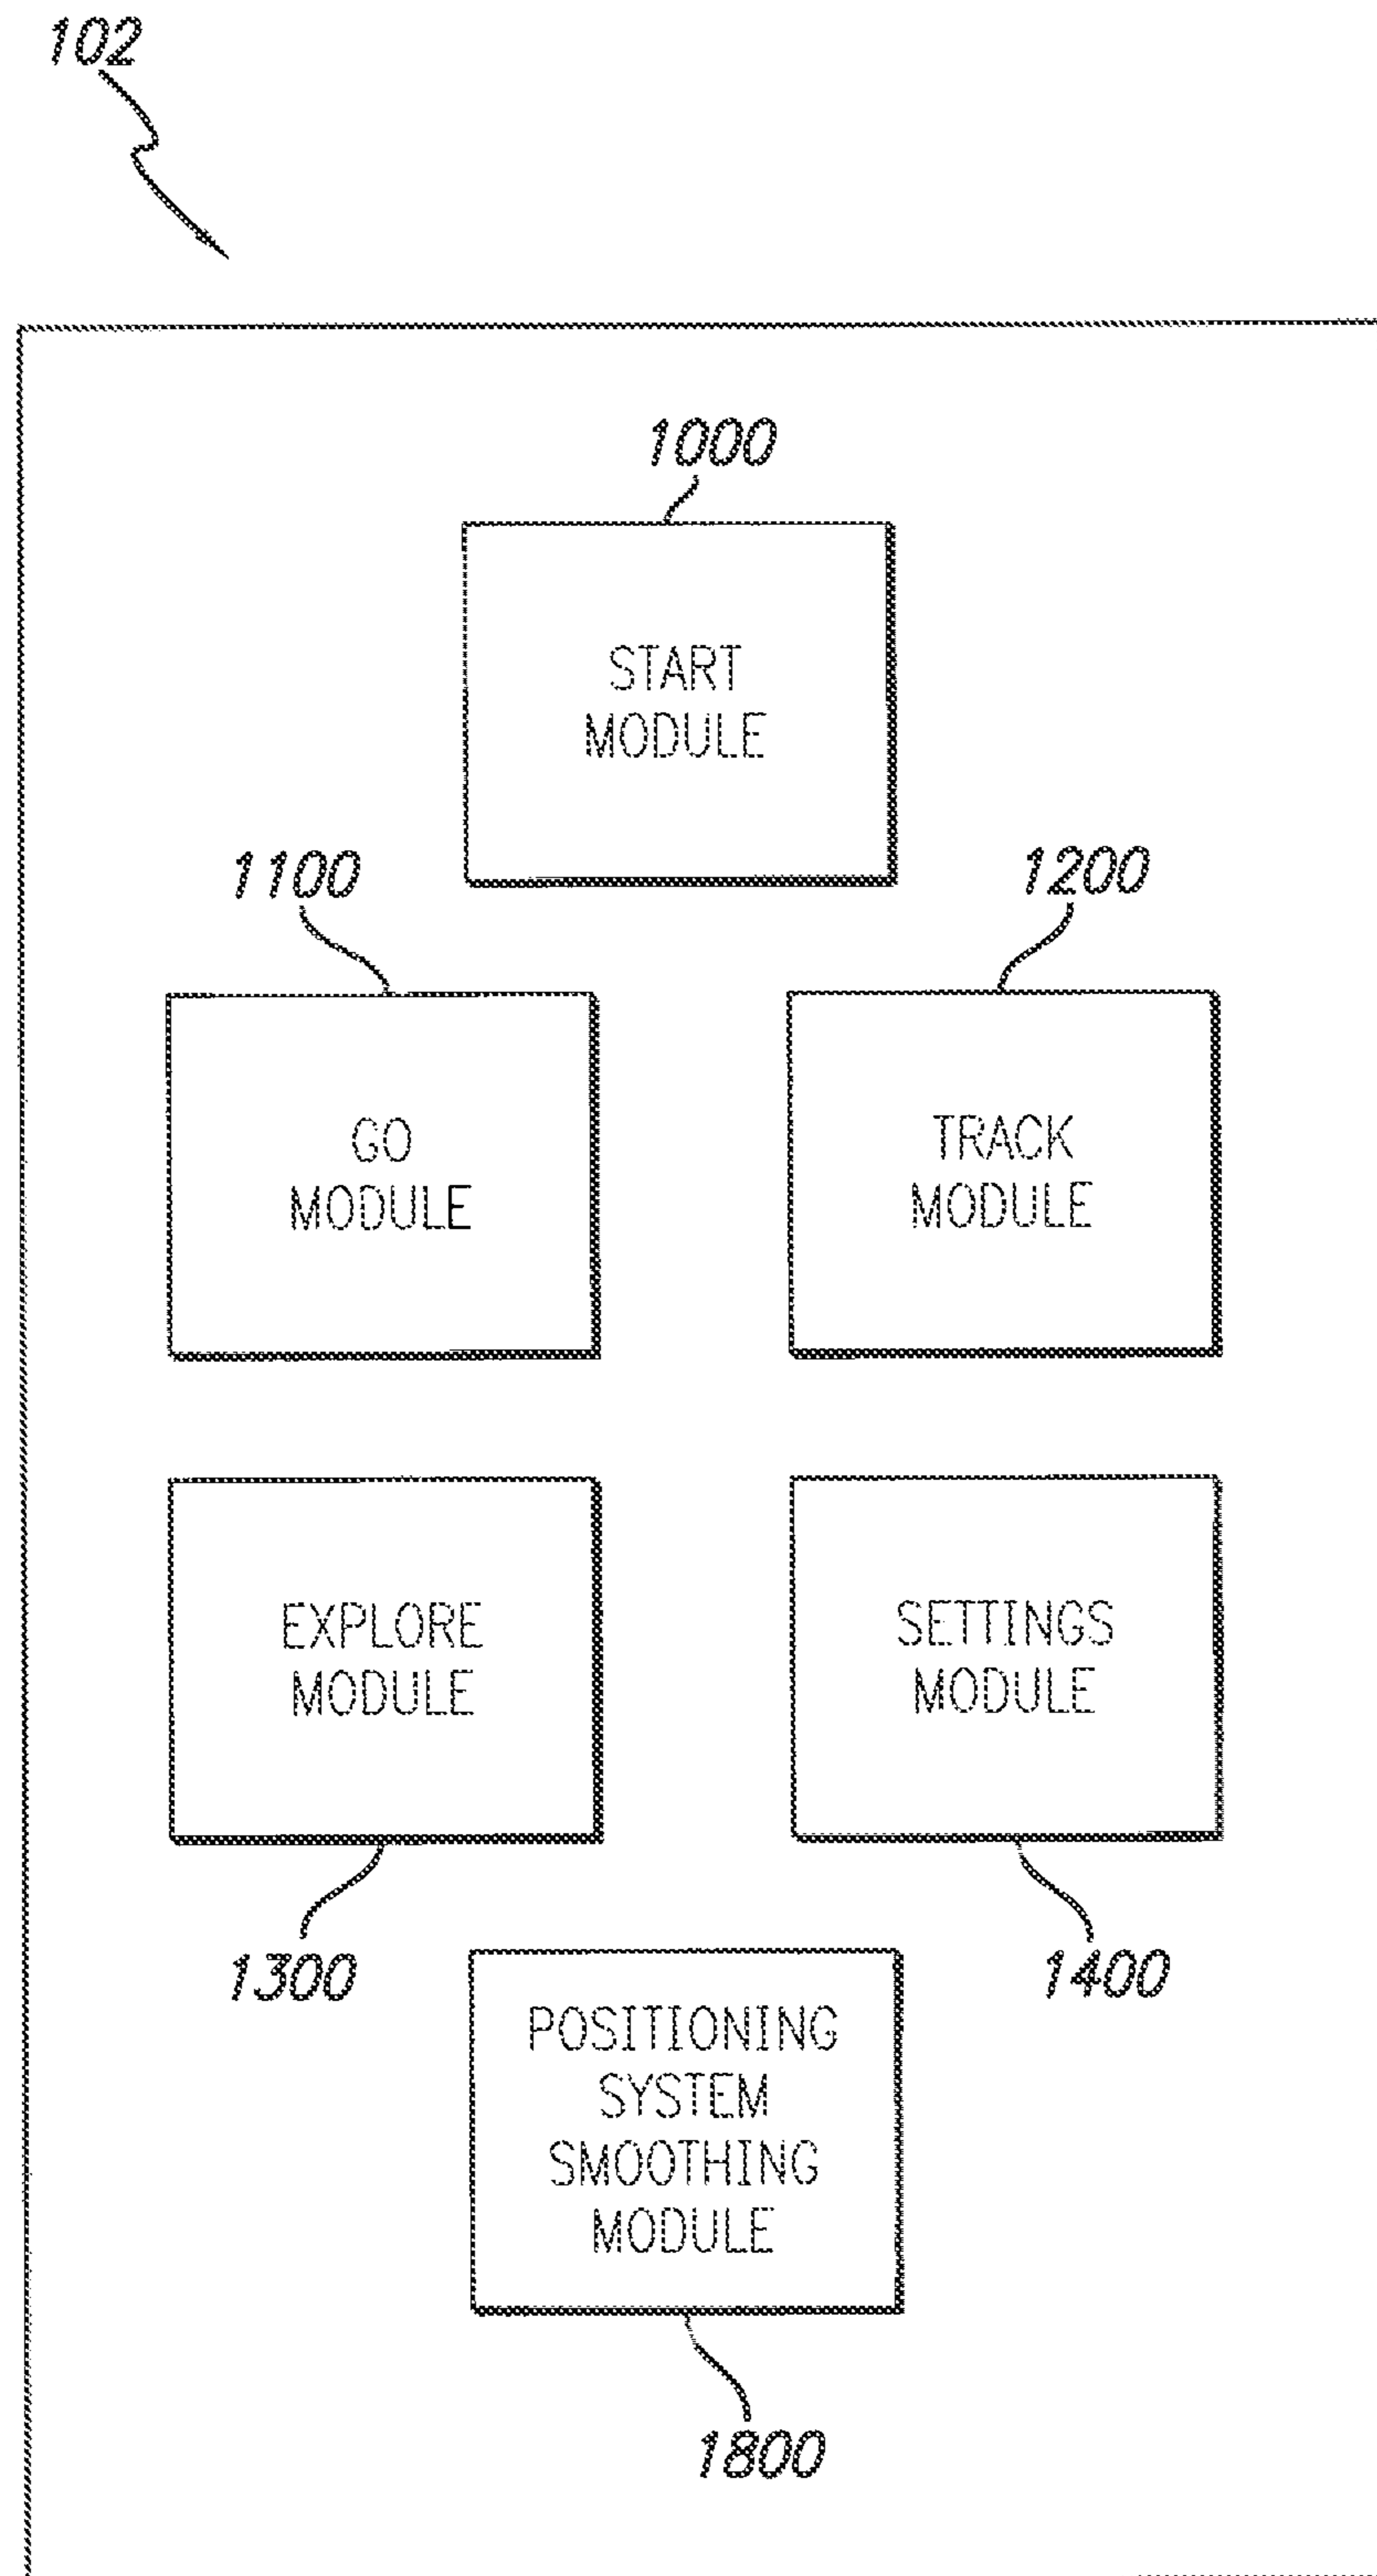 102
1000
START
MODULE
1100
1200
GO
MODULE
TRACK
MODULE
EXPLORE
MODULE
SETTINGS
MODULE
1300
1400
POSITIONING
SYSTEM
SMOOTHING
MODULE
1800